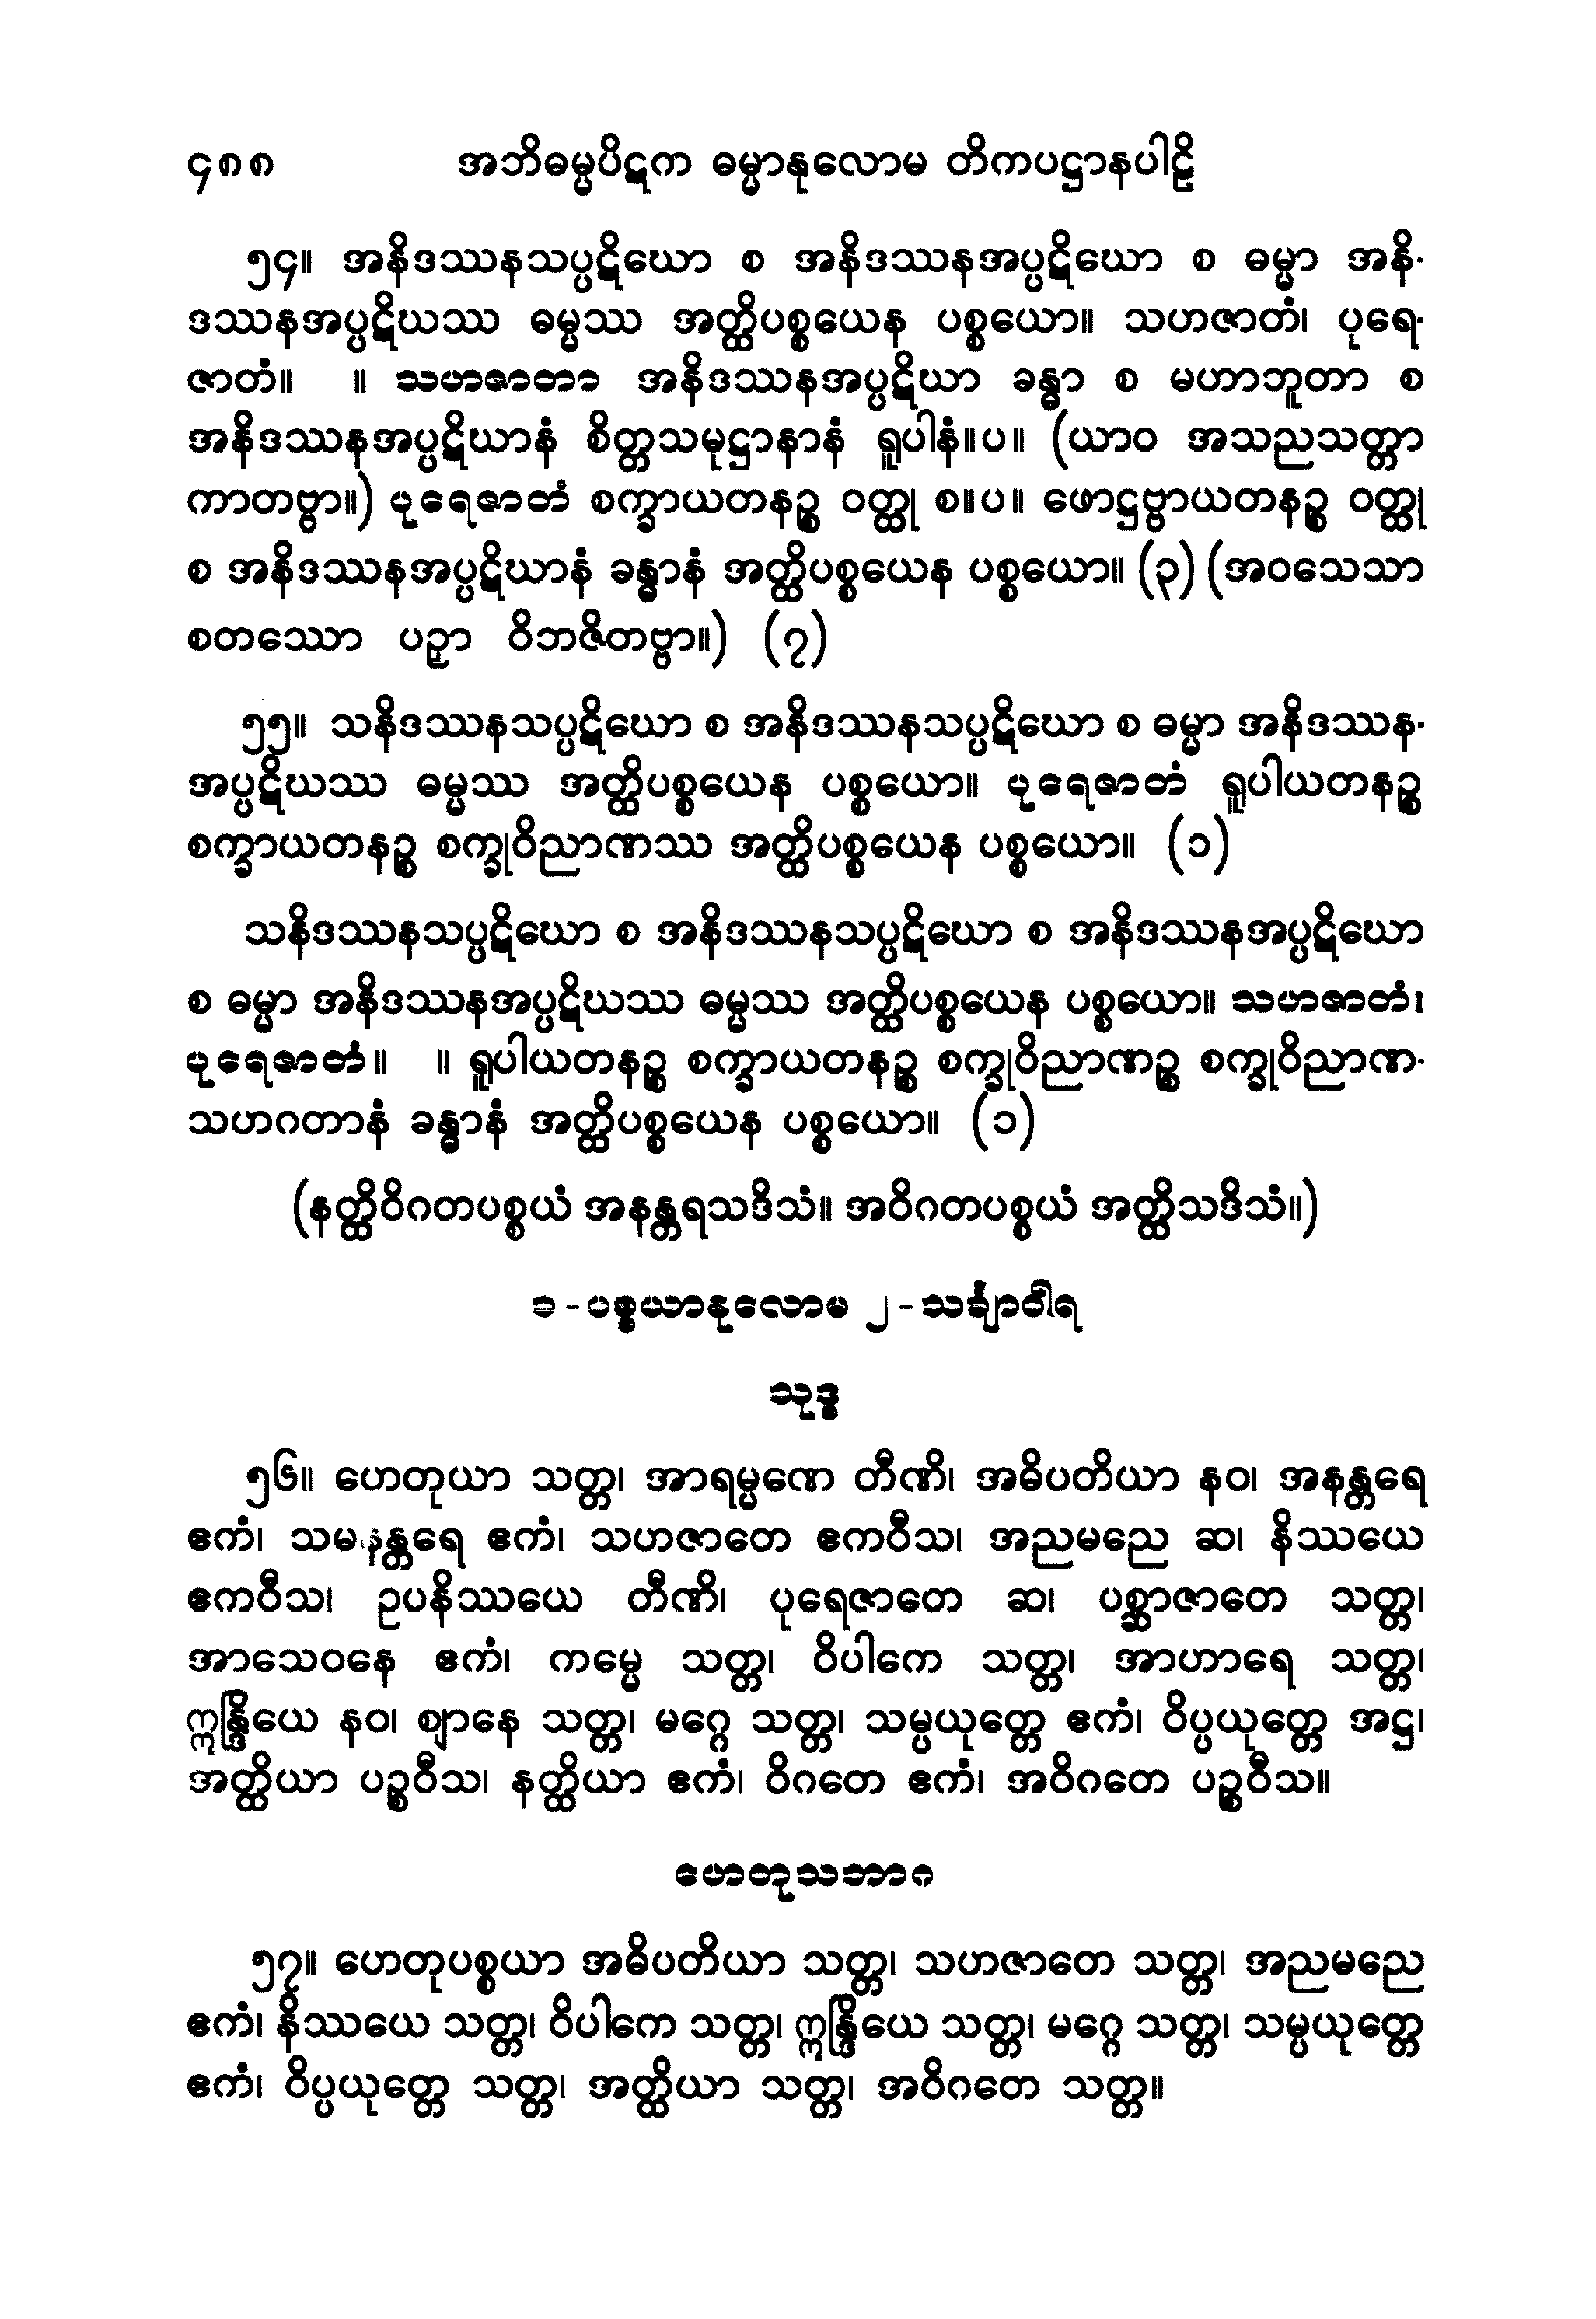 ၄၈၈ အဘိဓမ္မပိဋက ဓမ္မာနုလောမ တိကပဋ္ဌာနပါဠိ
၅၄။ အနိဒဿနသပ္ပဋိဃော စ အနိဒဿနအပ္ပဋိဃော စ ဓမ္မာ အနိ-
ဒဿနအပ္ပဋိဃဿ ဓမ္မဿ အတ္ထိပစ္စယေန ပစ္စယော။ သဟဇာတံ၊ ပုရေ-
ဇာတံ။ ။ သဟဇာတာ အနိဒဿနအပ္ပဋိဃာ ခန္ဓာ စ မဟာဘူတာ စ
အနိဒဿနအပ္ပဋိဃာနံ စိတ္တသမုဋ္ဌာနာနံ ရူပါနံ။ပ။ (ယာဝ အသညသတ္တာ
ကာတဗ္ဗာ။) ပုရေဇာတံ စက္ခာယတနဉ္စ ဝတ္ထု စ။ပ။ ဖောဋ္ဌဗ္ဗာယတနဉ္စ ဝတ္ထု
စ အနိဒဿနအပ္ပဋိဃာနံ ခန္ဓာနံ အတ္ထိပစ္စယေန ပစ္စယော။ (၃) (အဝသေသာ
စတဿော ပဉှာ ဝိဘဇိတဗ္ဗာ။) (၇)
၅၅။ သနိဒဿနသပ္ပဋိဃော စ အနိဒဿနသပ္ပဋိဃော စ ဓမ္မာ အနိဒဿန-
အပ္ပဋိဃဿ ဓမ္မဿ အတ္ထိပစ္စယေန ပစ္စယော။ ပုရေဇာတံ ရူပါယတနဉ္စ
စက္ခာယတနဉ္စ စက္ခုဝိညာဏဿ အတ္ထိပစ္စယေန ပစ္စယော။ (၁)
သနိဒဿနသပ္ပဋိဃော စ အနိဒဿနသပ္ပဋိဃော စ အနိဒဿနအပ္ပဋိဃော
စ ဓမ္မာ အနိဒဿနအပ္ပဋိဃဿ ဓမ္မဿ အတ္ထိပစ္စယေန ပစ္စယော။ သဟဇာတံ၊
ပုရေဇာတံ။ ။ ရူပါယတနဉ္စ စက္ခာယတနဉ္စ စက္ခုဝိညာဏဉ္စ စက္ခုဝိညာဏ-
သဟဂတာနံ ခန္ဓာနံ အတ္ထိပစ္စယေန ပစ္စယော။ (၁)
(နတ္ထိဝိဂတပစ္စယံ အနန္တရသဒိသံ။ အဝိဂတပစ္စယံ အတ္ထိသဒိသံ။)
၁-ပစ္စယာနုလောမ ၂-သင်္ချာဝါရ
သုဒ္ဓ
၅၆။ ဟေတုယာ သတ္တ၊ အာရမ္မဏေ တီဏိ၊ အဓိပတိယာ နဝ၊ အနန္တရေ
ဧကံ၊ သမနန္တရေ ဧကံ၊ သဟဇာတေ ဧကဝီသ၊ အညမညေ ဆ၊ နိဿယေ
ဧကဝီသ၊ ဥပနိဿယေ တီဏိ၊ ပုရေဇာတေ ဆ၊ ပစ္ဆာဇာတေ သတ္တ၊
အာသေဝနေ ဧကံ၊ ကမ္မေ သတ္တ၊ ဝိပါကေ သတ္တ၊ အာဟာရေ သတ္တ၊
ဣန္ဒြိယေ နဝ၊ ဈာနေ သတ္တ၊ မဂ္ဂေ သတ္တ၊ သမ္ပယုတ္တေ ဧကံ၊ ဝိပ္ပယုတ္တေ အဋ္ဌ၊
အတ္ထိယာ ပဉ္စဝီသ၊ နတ္ထိယာ ဧကံ၊ ဝိဂတေ ဧကံ၊ အဝိဂတေ ပဉ္စဝီသ။
ဟေတုသဘာဂ
၅၇။ ဟေတုပစ္စယာ အဓိပတိယာ သတ္တ၊ သဟဇာတေ သတ္တ၊ အညမညေ
ဧကံ၊ နိဿယေ သတ္တ၊ ဝိပါကေ သတ္တ၊ ဣန္ဒြိယေ သတ္တ၊ မဂ္ဂေ သတ္တ၊ သမ္ပယုတ္တေ
ဧကံ၊ ဝိပ္ပယုတ္တေ သတ္တ၊ အတ္ထိယာ သတ္တ၊ အဝိဂတေ သတ္တ။